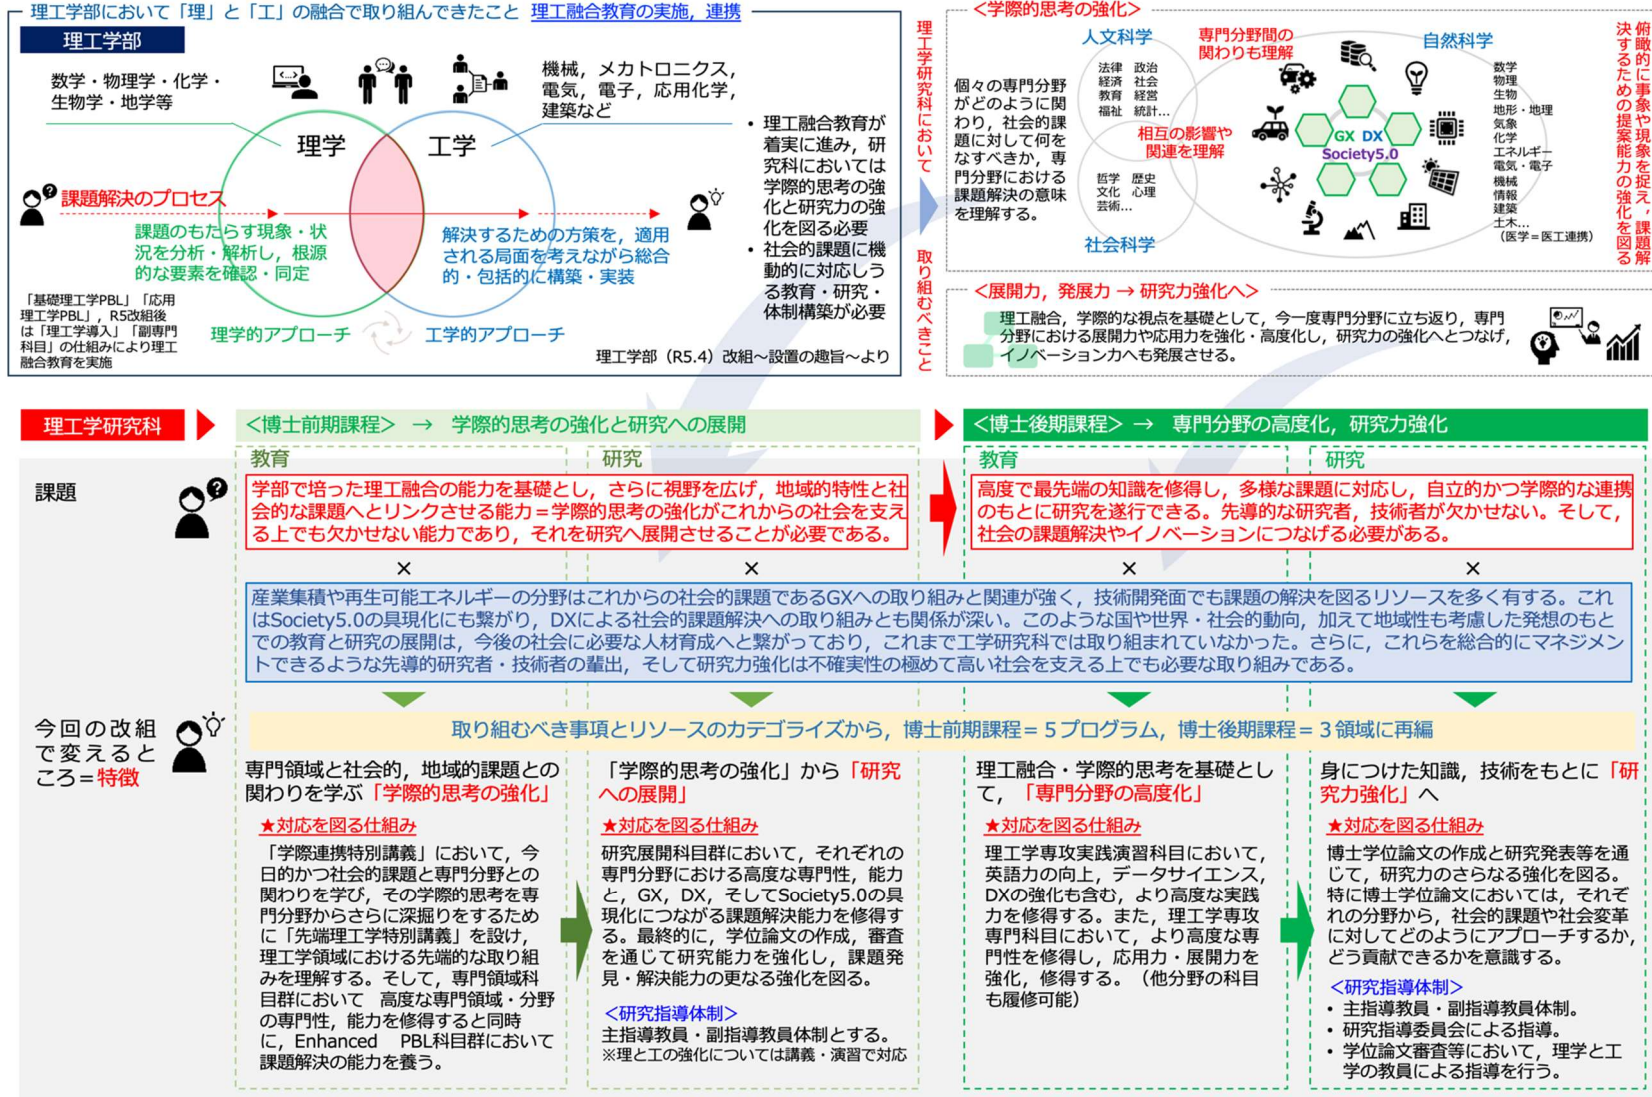 理工学部において「理」と「工」の融合で取り組んできたこと 理工融合教育の実施，連携
理工学部
数学・物理学・化学・
生物学・地学等
機械，メカトロニクス，
電気，電子，応用化学，
建築など
理学
工学
課題解決のプロセス
課題のもたらす現象・状
況を分析・解析し，根源
的な要素を確認・同定
解決するための方策を，適用
される局面を考えながら総合
的・包括的に構築・実装
「基礎理工学PBL」「応用
理工学PBL」，R5改組後
は「理工学導入」「副専門
科目」の仕組みにより理工
融合教育を実施
理学的アプローチ
工学的アプローチ
• 理工融合教育が
着実に進み，研
究科においては
学際的思考の強
化と研究力の強
化を図る必要
• 社会的課題に機
動的に対応しう
る教育・研究・
体制構築が必要
理工学部（R5.4）改組～設置の趣旨～より
理工学研究科において 取り組むべきこと
＜学際的思考の強化＞
個々の専門分野
がどのように関
わり，社会的課
題に対して何を
なすべきか，専
門分野における
課題解決の意味
を理解する。
人文科学
法律 政治
経済 社会
教育 経営
福祉 統計…
専門分野間の
関わりも理解
相互の影響や
関連を理解
哲学 歴史
文化 心理
芸術…
社会科学
自然科学
GX DX
Society5.0
数学
物理
生物
地形・地理
気象
化学
エネルギー
電気・電子
機械
情報
建築
土木…
（医学＝医工連携）
俯瞰的に事象や現象を捉え，課題解
決するための提案能力の強化を図る
＜展開力，発展力 → 研究力強化へ＞
理工融合，学際的な視点を基礎として，今一度専門分野に立ち返り，専門
分野における展開力や応用力を強化・高度化し，研究力の強化へとつなげ，
イノベーション力へも発展させる。
理工学研究科
＜博士前期課程＞ → 学際的思考の強化と研究への展開
＜博士後期課程＞ → 専門分野の高度化，研究力強化
教育
研究
教育
研究
課題
学部で培った理工融合の能力を基礎とし，さらに視野を広げ，地域的特性と社
会的な課題へとリンクさせる能力＝学際的思考の強化がこれからの社会を支え
る上でも欠かせない能力であり，それを研究へ展開させることが必要である。
高度で最先端の知識を修得し，多様な課題に対応し，自立的かつ学際的な連携
のもとに研究を遂行できる。先導的な研究者，技術者が欠かせない。そして，
社会の課題解決やイノベーションにつなげる必要がある。
× × × ×
産業集積や再生可能エネルギーの分野はこれからの社会的課題であるGXへの取り組みと関連が強く，技術開発面でも課題の解決を図るリソースを多く有する。これ
はSociety5.0の具現化にも繋がり，DXによる社会的課題解決への取り組みとも関係が深い。このような国や世界・社会的動向，加えて地域性も考慮した発想のもと
での教育と研究の展開は，今後の社会に必要な人材育成へと繋がっており，これまで工学研究科では取り組まれていなかった。さらに，これらを総合的にマネジメン
トできるような先導的研究者・技術者の輩出，そして研究力強化は不確実性の極めて高い社会を支える上でも必要な取り組みである。
今回の改組
で変えると
ころ＝特徴
取り組むべき事項とリソースのカテゴライズから，博士前期課程＝５プログラム，博士後期課程＝３領域に再編
専門領域と社会的，地域的課題との
関わりを学ぶ「学際的思考の強化」
★対応を図る仕組み
「学際連携特別講義」において，今
日的かつ社会的課題と専門分野との
関わりを学び，その学際的思考を専
門分野からさらに深掘りをするため
に「先端理工学特別講義」を設け，
理工学領域における先端的な取り組
みを理解する。そして，専門領域科
目群において 高度な専門領域・分野
の専門性，能力を修得すると同時
に，Enhanced PBL科目群において
課題解決の能力を養う。
「学際的思考の強化」から「研究
への展開」
★対応を図る仕組み
研究展開科目群において，それぞれの
専門分野における高度な専門性，能力
と，GX，DX，そしてSociety5.0の具
現化につながる課題解決能力を修得す
る。最終的に，学位論文の作成，審査
を通じて研究能力を強化し，課題発
見・解決能力の更なる強化を図る。
＜研究指導体制＞
主指導教員・副指導教員体制とする。
※理と工の強化については講義・演習で対応
理工融合・学際的思考を基礎とし
て，「専門分野の高度化」
★対応を図る仕組み
理工学専攻実践演習科目において，
英語力の向上，データサイエンス，
DXの強化も含む，より高度な実践
力を修得する。また，理工学専攻
専門科目において，より高度な専
門性を修得し，応用力・展開力を
強化，修得する。（他分野の科目
も履修可能）
身につけた知識，技術をもとに「研
究力強化」へ
★対応を図る仕組み
博士学位論文の作成と研究発表等を通
じて，研究力のさらなる強化を図る。
特に博士学位論文においては，それぞ
れの分野から，社会的課題や社会変革
に対してどのようにアプローチするか，
どう貢献できるかを意識する。
＜研究指導体制＞
• 主指導教員・副指導教員体制。
• 研究指導委員会による指導。
• 学位論文審査等において，理学と工
学の教員による指導を行う。